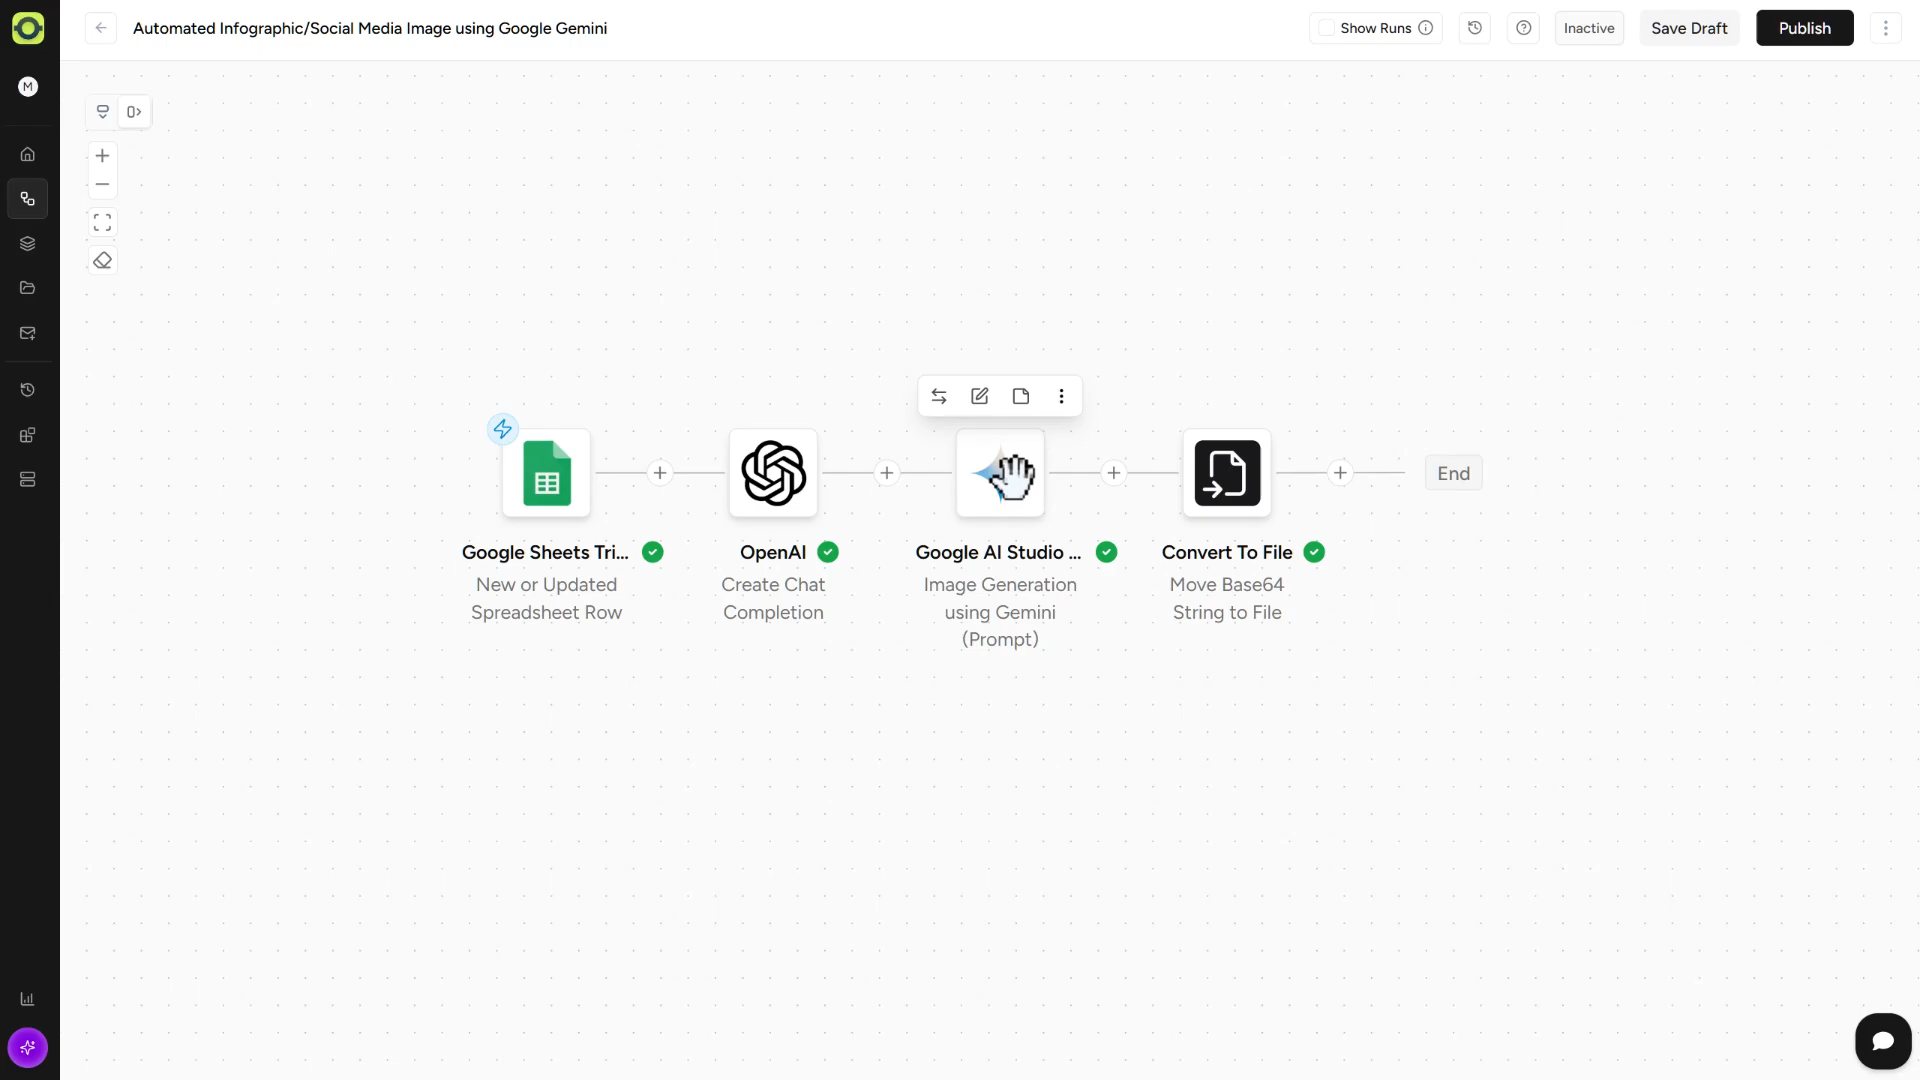 Automated Infographic/Social Media Image using Google Gemini
Show Runs
Inactive
Save Draft
Publish
M
End
Google Sheets Tri...
New or Updated
Spreadsheet Row
OpenAI
Create Chat
Completion
Google AI Studio ...
Image Generation
using Gemini
(Prompt)
Convert To File
Move Base64
String to File